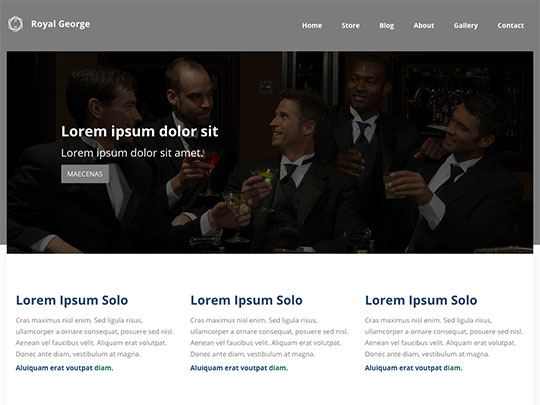 Royal George
Home Store Blog About Gallery Contact
Lorem ipsum dolor sit
Lorem ipsum dolor sit amet.
MAECENAS
Lorem Ipsum Solo
Cras maximus nisl enim. Sed ligula risus,
ullamcorper a ornare consequat, posuere sed nisl.
Aenean vel faucibus velit. Aliquam erat volutpat.
Donec ante diam, vestibulum at magna.
Aluiquam erat voutpat diam.
Lorem Ipsum Solo
Cras maximus nisl enim. Sed ligula risus,
ullamcorper a ornare consequat, posuere sed nisl.
Aenean vel faucibus velit. Aliquam erat volutpat.
Donec ante diam, vestibulum at magna.
Aluiquam erat voutpat diam.
Lorem Ipsum Solo
Cras maximus nisl enim. Sed ligula risus,
ullamcorper a ornare consequat, posuere sed nisl.
Aenean vel faucibus velit. Aliquam erat volutpat.
Donec ante diam, vestibulum at magna.
Aluiquam erat voutpat diam.